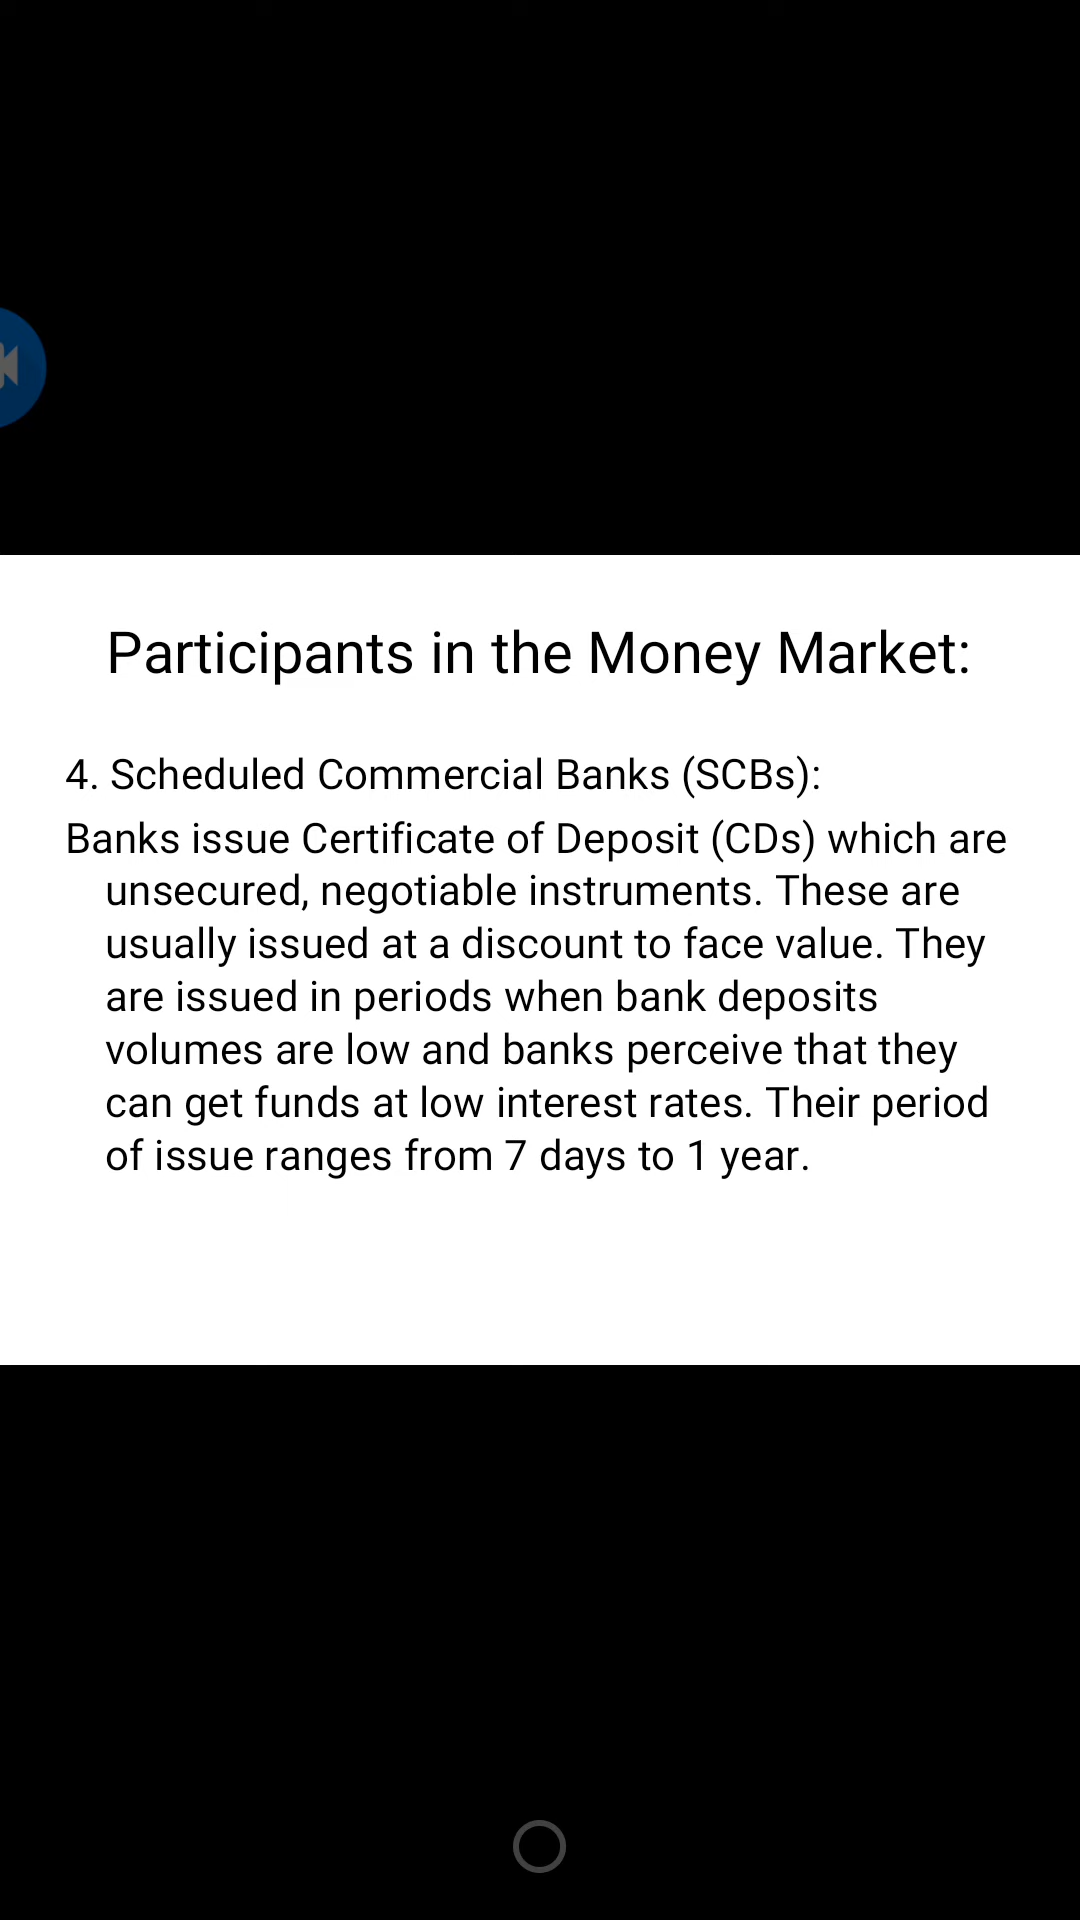 Participants in the Money Market:
4. Scheduled Commercial Banks (SCBs):
Banks issue Certificate of Deposit (CDs) which are
unsecured, negotiable instruments. These are
usually issued at a discount to face value. They
are issued in periods when bank deposits
volumes are low and banks perceive that they
can get funds at low interest rates. Their period
of issue ranges from 7 days to 1 year.